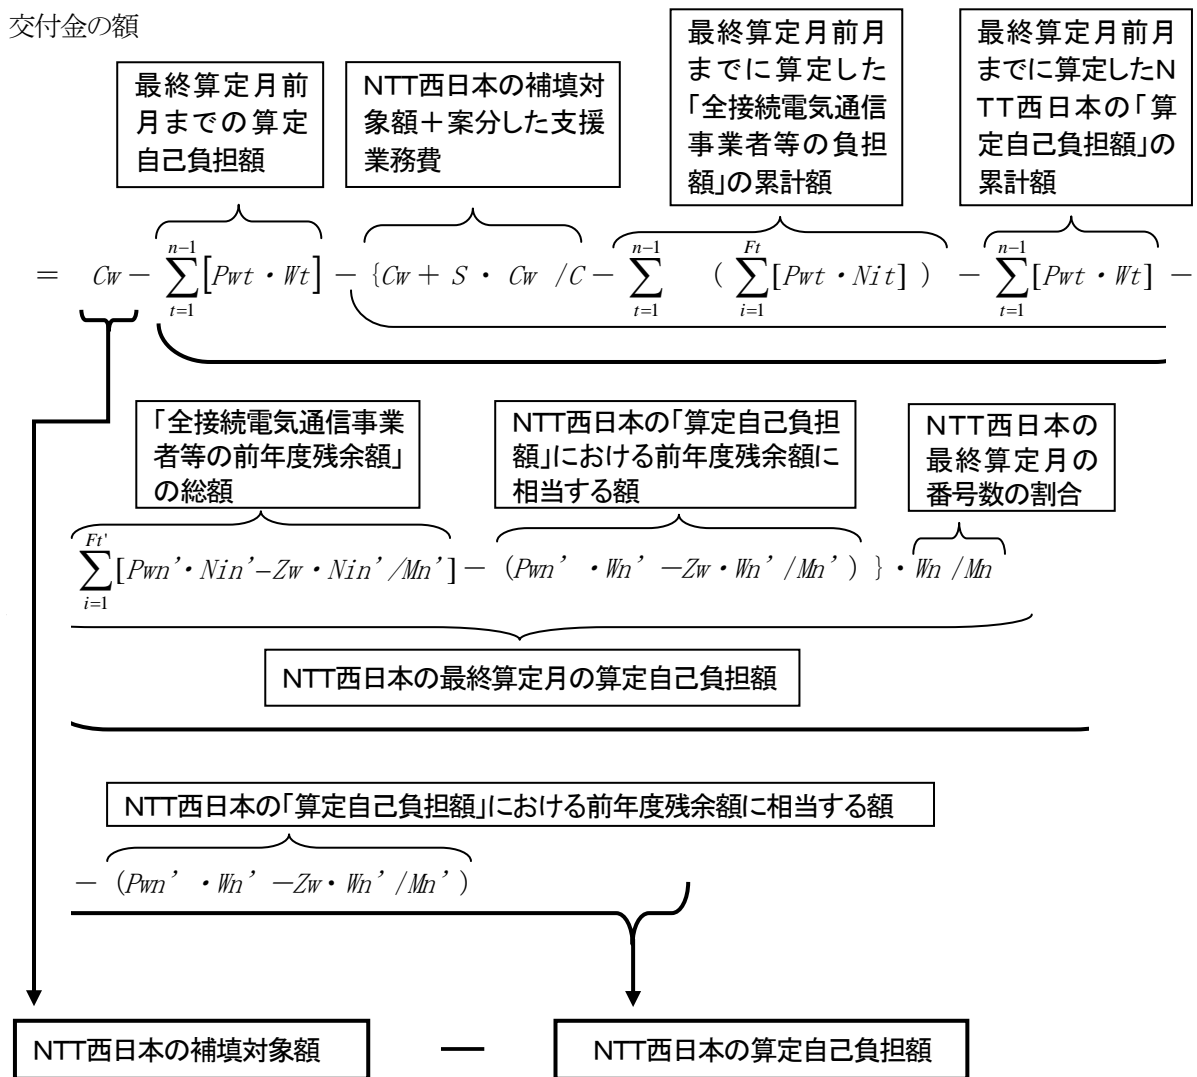 交付金の額
最終算定月前
月までの算定
自己負担額
NTT西日本の補填対
象額＋案分した支援
業務費
最終算定月前月
までに算定した
「全接続電気通信
事業者等の負担
額」の累計額
最終算定月前月
までに算定したN
TT西日本の「算
定自己負担額」の
累計額
＝ Cw－∑_{t=1}^{n−1}[Pwt・Wt]－{Cw＋S・Cw/C－∑_{t=1}^{n−1}（∑_{i=1}^{Ft}[Pwt・Nit]）－∑_{t=1}^{n−1}[Pwt・Wt]－
「全接続電気通信事業
者等の前年度残余額」
の総額
NTT西日本の「算定自己負担
額」における前年度残余額に
相当する額
NTT西日本の
最終算定月の
番号数の割合
∑_{i=1}^{Ft'}[Pwn’・Nin’−Zw・Nin’/Mn’]－（Pwn’・Wn’−Zw・Wn’/Mn’）}・Wn/Mn
NTT西日本の最終算定月の算定自己負担額
NTT西日本の「算定自己負担額」における前年度残余額に相当する額
－（Pwn’・Wn’−Zw・Wn’/Mn’）
NTT西日本の補填対象額 － NTT西日本の算定自己負担額